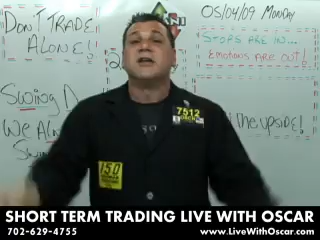 DON'T TRADE
ALONE!
05/04/09 MONDAY
STOPS ARE IN...
EMOTIONS ARE OUT!
SWING
WE
THE UPSIDE!
7512
150
SHORT TERM TRADING LIVE WITH OSCAR
702-629-4755
www.LiveWithOscar.com